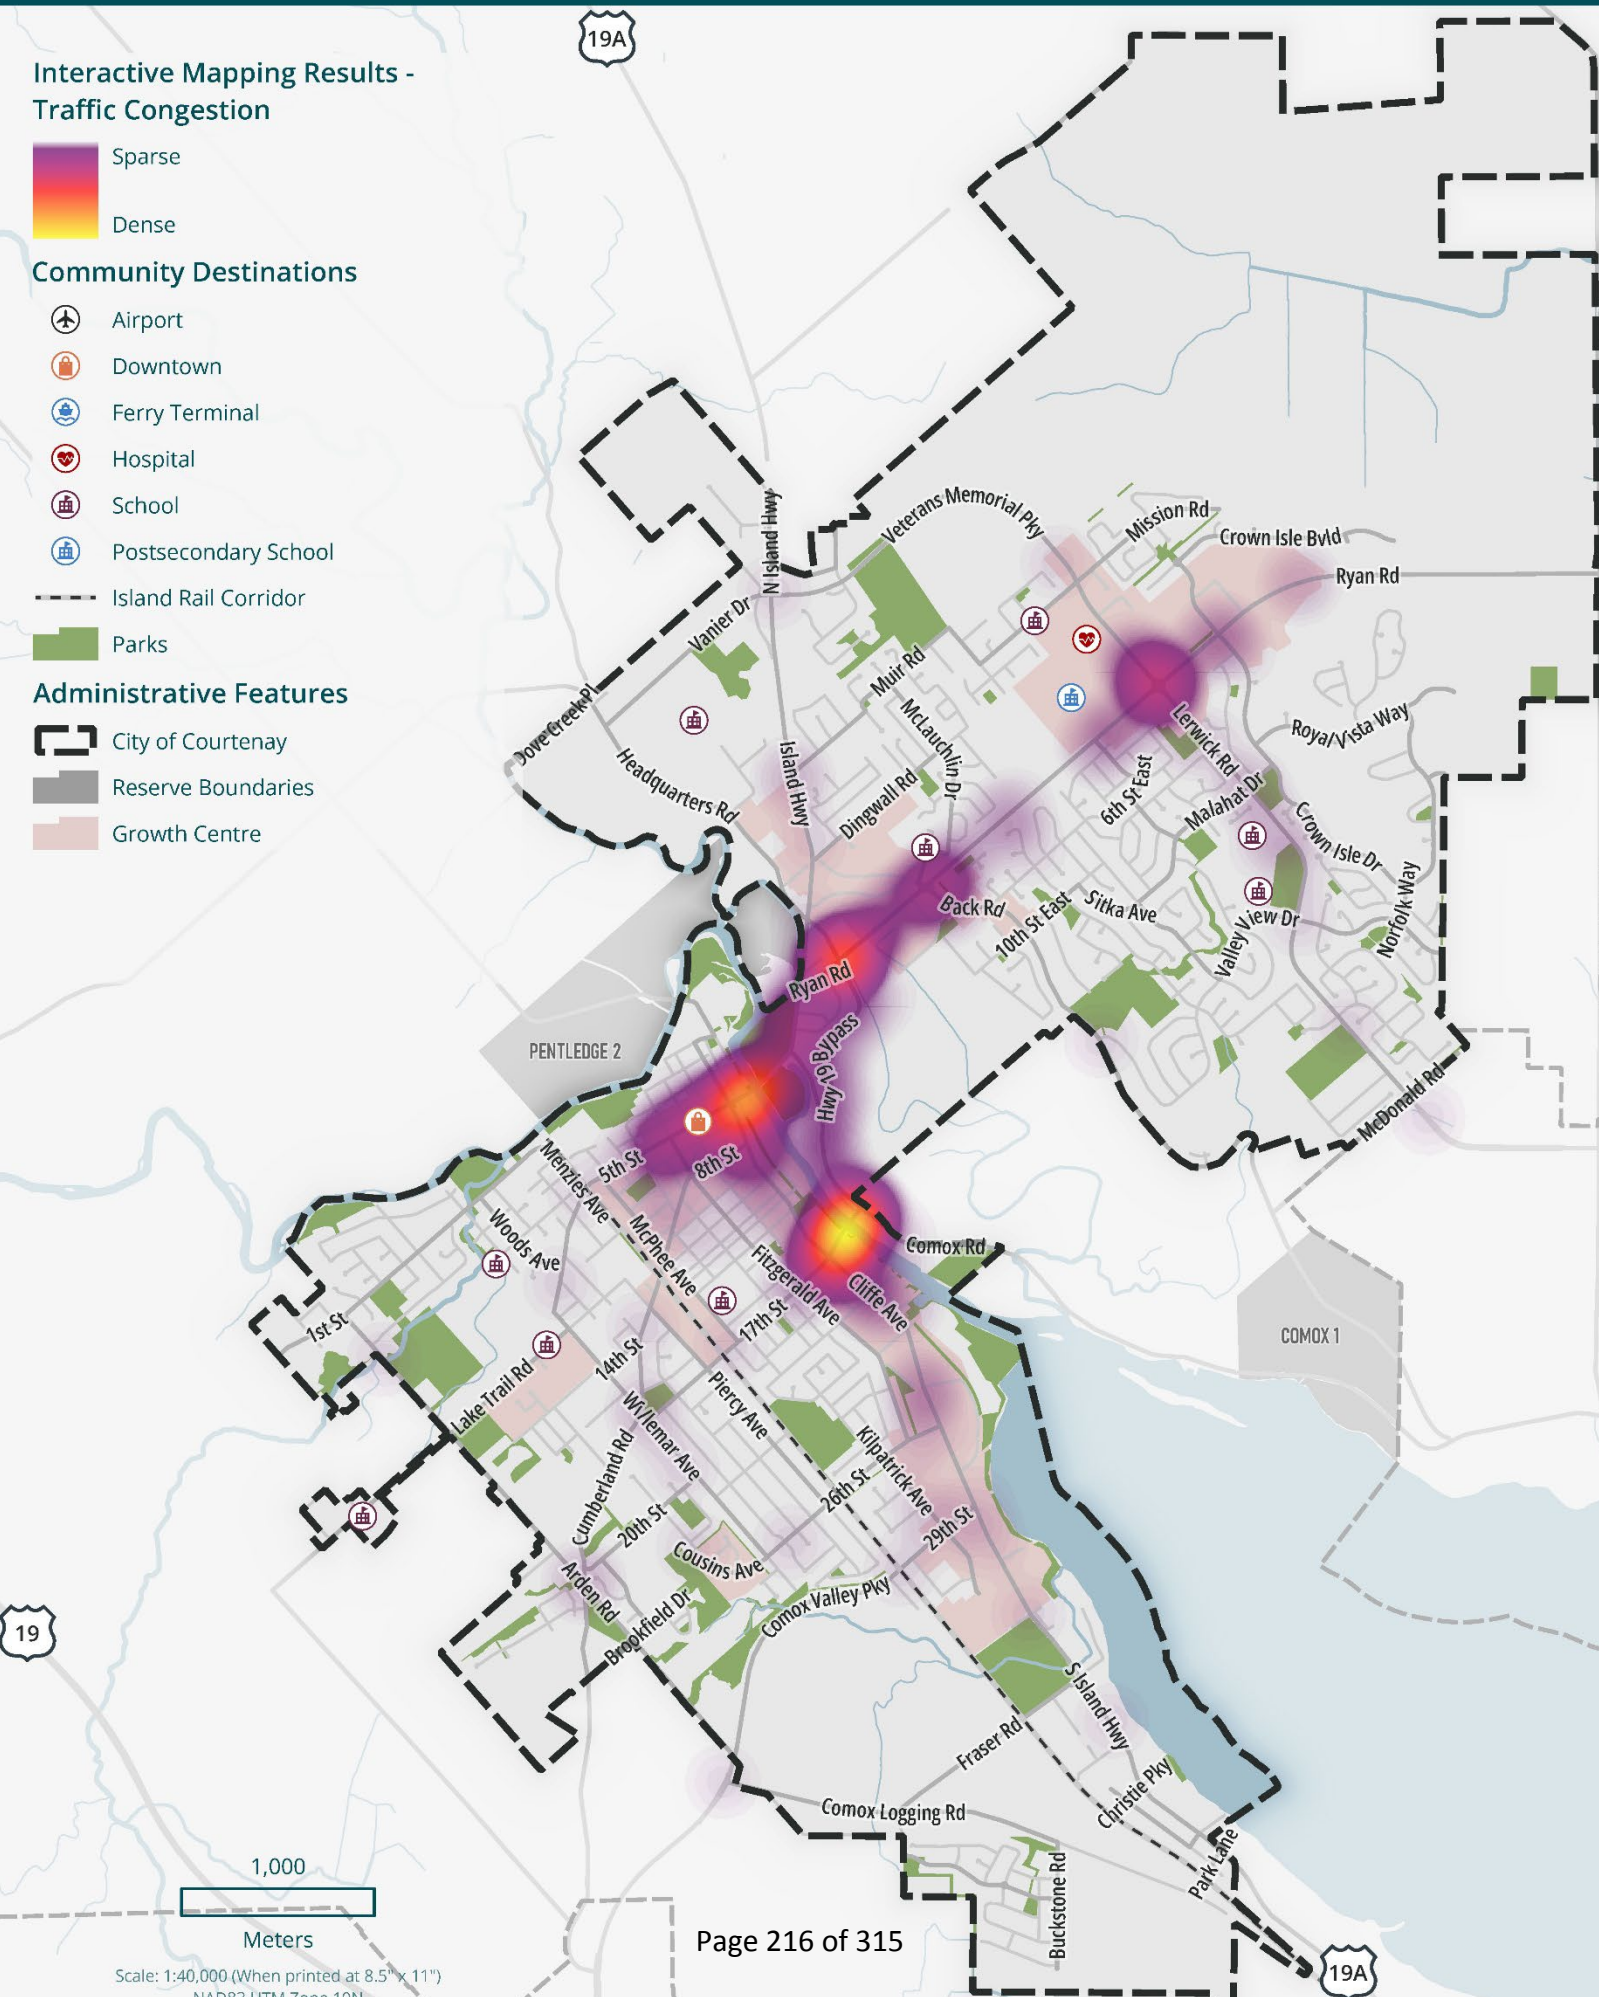 19A
Interactive Mapping Results -
Traffic Congestion
Sparse
Dense
Community Destinations
Airport
Downtown
Ferry Terminal
Hospital
School
Postsecondary School
Island Rail Corridor
Parks
Administrative Features
City of Courtenay
Reserve Boundaries
Growth Centre
N Island Hwy
Veterans Memorial Pky
Mission Rd
Crown Isle Bvld
Ryan Rd
Vanier Dr
Muir Rd
Dove Creek Pl
McLauchlin Dr
Lerwick Rd
Royal Vista Way
Headquarters Rd
Island Hwy
Dingwall Rd
6th St East
Malahat Dr
Crown Isle Dr
Back Rd
10th St East
Sitka Ave
Valley View Dr
Norfolk Way
Ryan Rd
PENTLEDGE 2
Hwy 19 Bypass
McDonald Rd
Menzies Ave
5th St
8th St
Woods Ave
McPhee Ave
Fitzgerald Ave
Cliffe Ave
Comox Rd
1st St
17th St
COMOX 1
14th St
Lake Trail Rd
Piercy Ave
Willemar Ave
Kilpatrick Ave
Cumberland Rd
26th St
20th St
29th St
Cousins Ave
Arden Rd
Comox Valley Pky
Brookfield Dr
19
S Island Hwy
Fraser Rd
Christie Pky
Comox Logging Rd
Park Lane
Buckstone Rd
1,000
Meters
Page 216 of 315
19A
Scale: 1:40,000 (When printed at 8.5" x 11")
NAD83 UTM Zone 10N